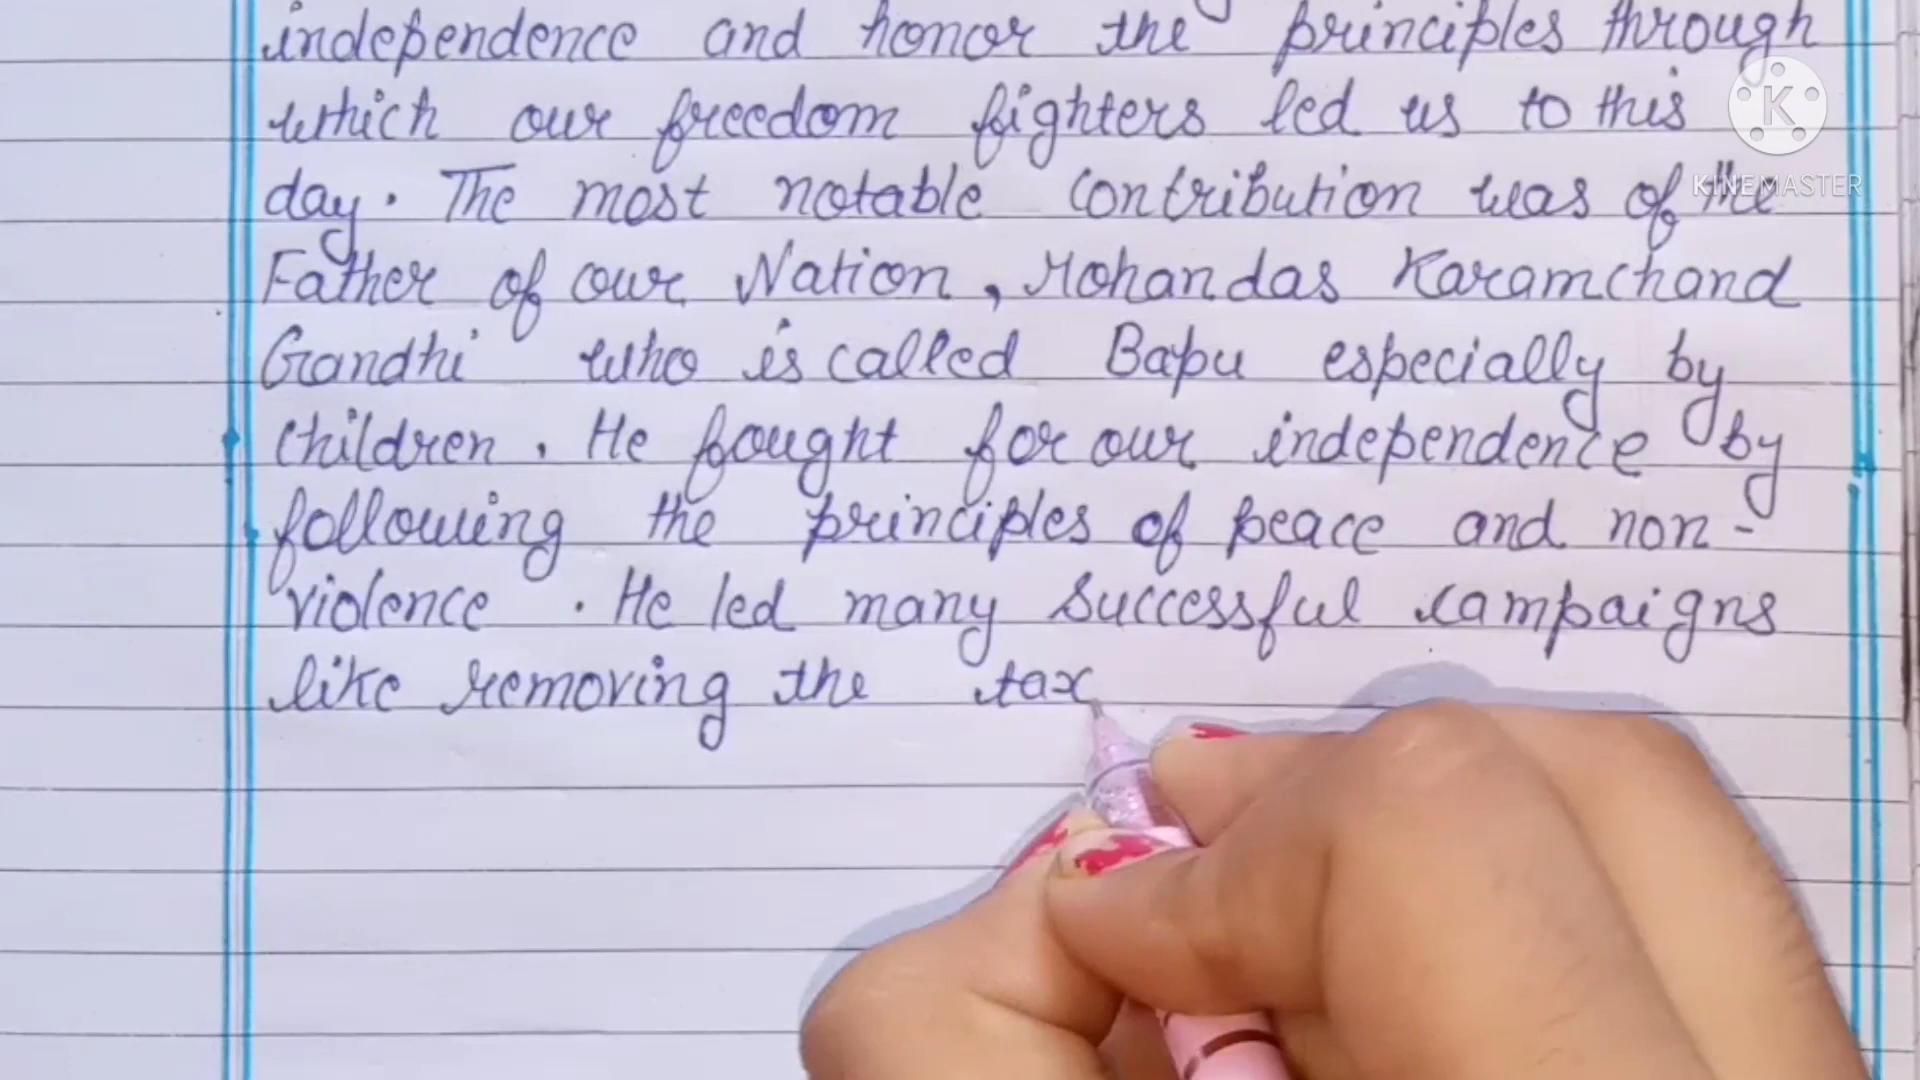 independence and honor the principles through
which our freedom fighters led us to this
day. The most notable contribution was of the
Father of our Nation, Mohandas Karamchand
Gandhi who is called Bapu especially by
children. He fought for our independence by
following the principles of peace and non-
violence. He led many successful campaigns
like removing the tax
K
KINEMASTER